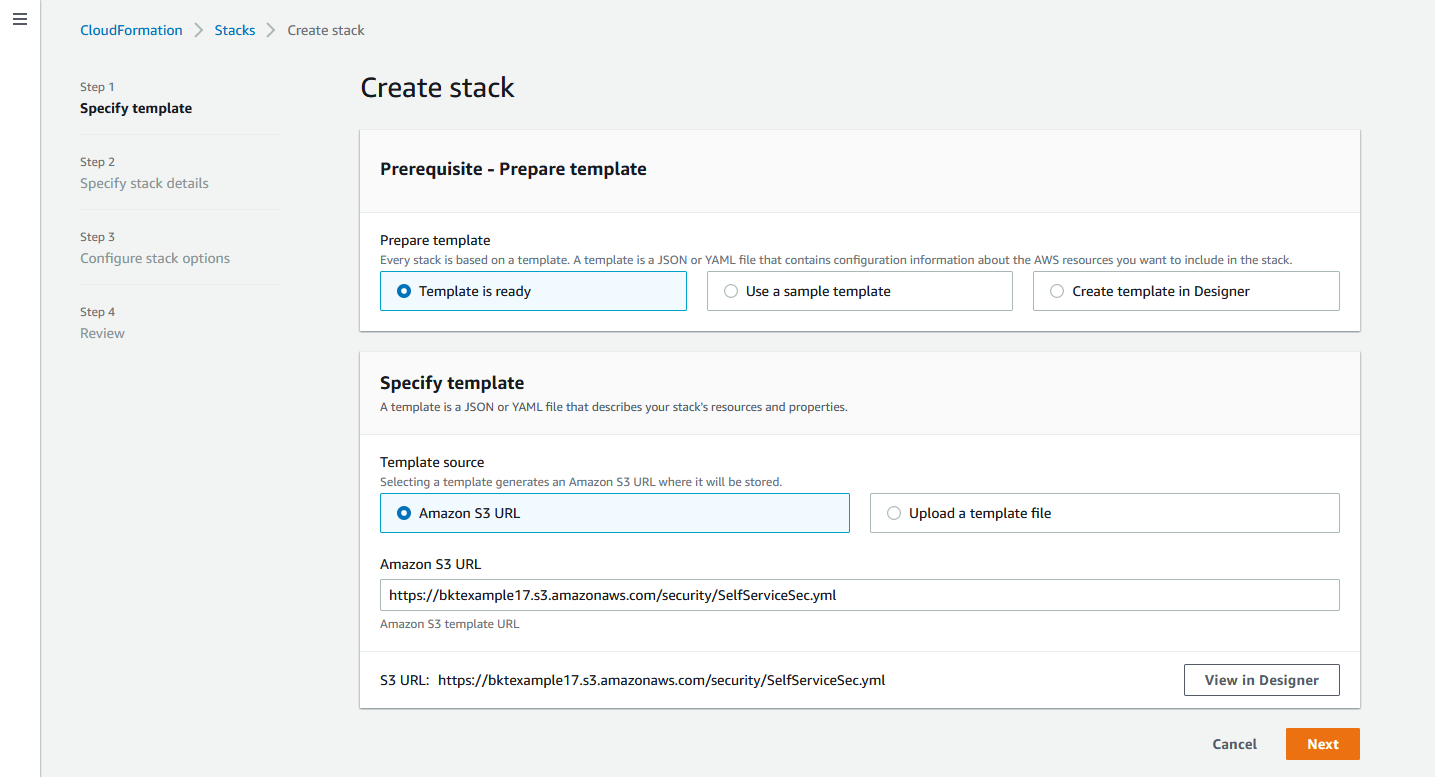 CloudFormation > Stacks > Create stack
Step 1
Specify template
Step 2
Specify stack details
Step 3
Configure stack options
Step 4
Review
Create stack
Prerequisite - Prepare template
Prepare template
Every stack is based on a template. A template is a JSON or YAML file that contains configuration information about the AWS resources you want to include in the stack.
Template is ready
Use a sample template
Create template in Designer
Specify template
A template is a JSON or YAML file that describes your stack's resources and properties.
Template source
Selecting a template generates an Amazon S3 URL where it will be stored.
Amazon S3 URL
Upload a template file
Amazon S3 URL
https://bktexample17.s3.amazonaws.com/security/SelfServiceSec.yml
Amazon S3 template URL
S3 URL: https://bktexample17.s3.amazonaws.com/security/SelfServiceSec.yml
View in Designer
Cancel
Next